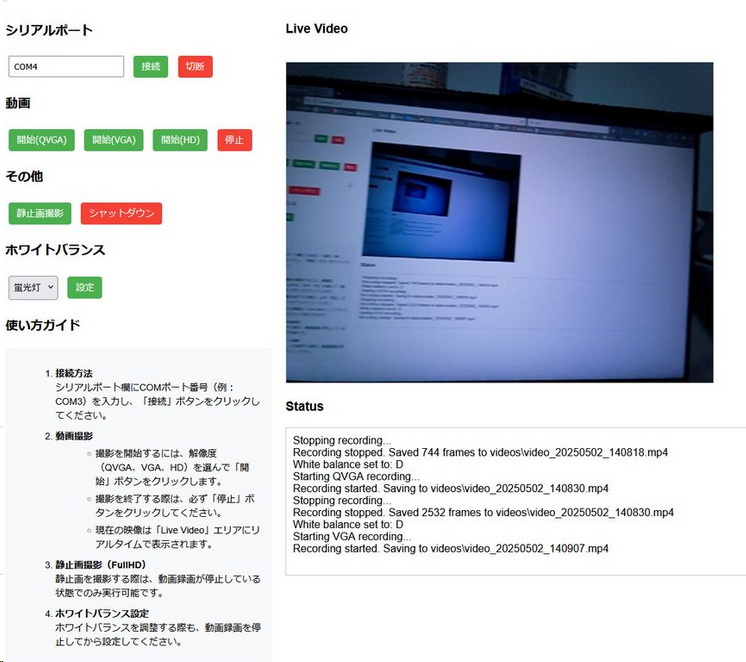 シリアルポート
COM4
接続
切断
動画
開始(QVGA)
開始(VGA)
開始(HD)
停止
その他
静止画撮影
シャットダウン
ホワイトバランス
蛍光灯
設定
使い方ガイド
1. 接続方法
シリアルポート欄にCOMポート番号（例：
COM3）を入力し、「接続」ボタンをクリックし
てください。
2. 動画撮影
撮影を開始するには、解像度
（QVGA、VGA、HD）を選んで「開
始」ボタンをクリックします。
撮影を終了する際は、必ず「停止」ボ
タンをクリックしてください。
現在の映像は「Live Video」エリアにリ
アルタイムで表示されます。
3. 静止画撮影（FullHD）
静止画を撮影する際は、動画録画が停止している
状態でのみ実行可能です。
4. ホワイトバランス設定
ホワイトバランスを調整する際も、動画録画を停
止してから設定してください。
Live Video
Live Video
Status
Status
Stopping recording...
Recording stopped. Saved 744 frames to videos\video_20250502_140818.mp4
White balance set to: D
Starting QVGA recording...
Recording started. Saving to videos\video_20250502_140830.mp4
Stopping recording...
Recording stopped. Saved 2532 frames to videos\video_20250502_140830.mp4
White balance set to: D
Starting VGA recording...
Recording started. Saving to videos\video_20250502_140907.mp4